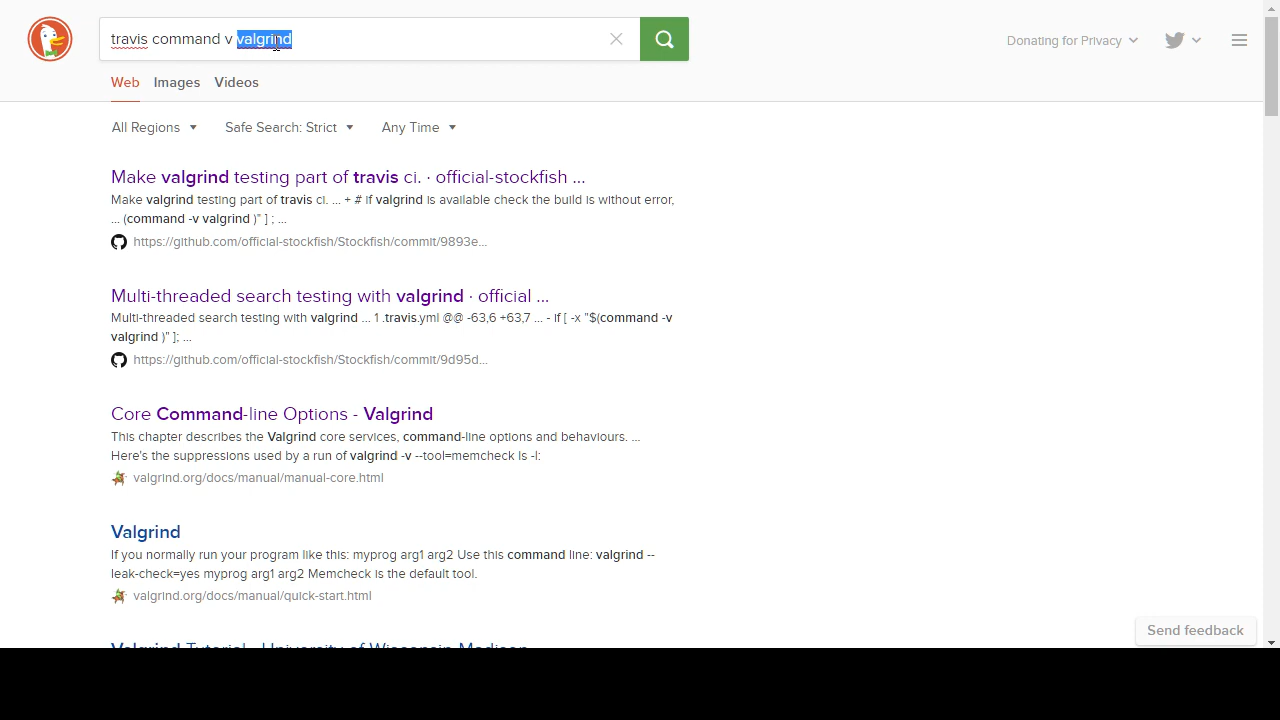 travis command v valgrind
Donating for Privacy
Web Images Videos
All Regions Safe Search: Strict Any Time
Make valgrind testing part of travis ci. · official-stockfish ...
Make valgrind testing part of travis ci. ... + # if valgrind is available check the build is without error,
... (command -v valgrind )" ] ; ...
https://github.com/official-stockfish/Stockfish/commit/9893e...
Multi-threaded search testing with valgrind · official ...
Multi-threaded search testing with valgrind ... 1 .travis.yml @@ -63,6 +63,7 ... - if [ -x "$(command -v
valgrind )" ]; ...
https://github.com/official-stockfish/Stockfish/commit/9d95d...
Core Command-line Options - Valgrind
This chapter describes the Valgrind core services, command-line options and behaviours. ...
Here's the suppressions used by a run of valgrind -v --tool=memcheck ls -l:
valgrind.org/docs/manual/manual-core.html
Valgrind
If you normally run your program like this: myprog arg1 arg2 Use this command line: valgrind --
leak-check=yes myprog arg1 arg2 Memcheck is the default tool.
valgrind.org/docs/manual/quick-start.html
Send feedback
Valgrind Tutorial - University of Wisconsin-Madison